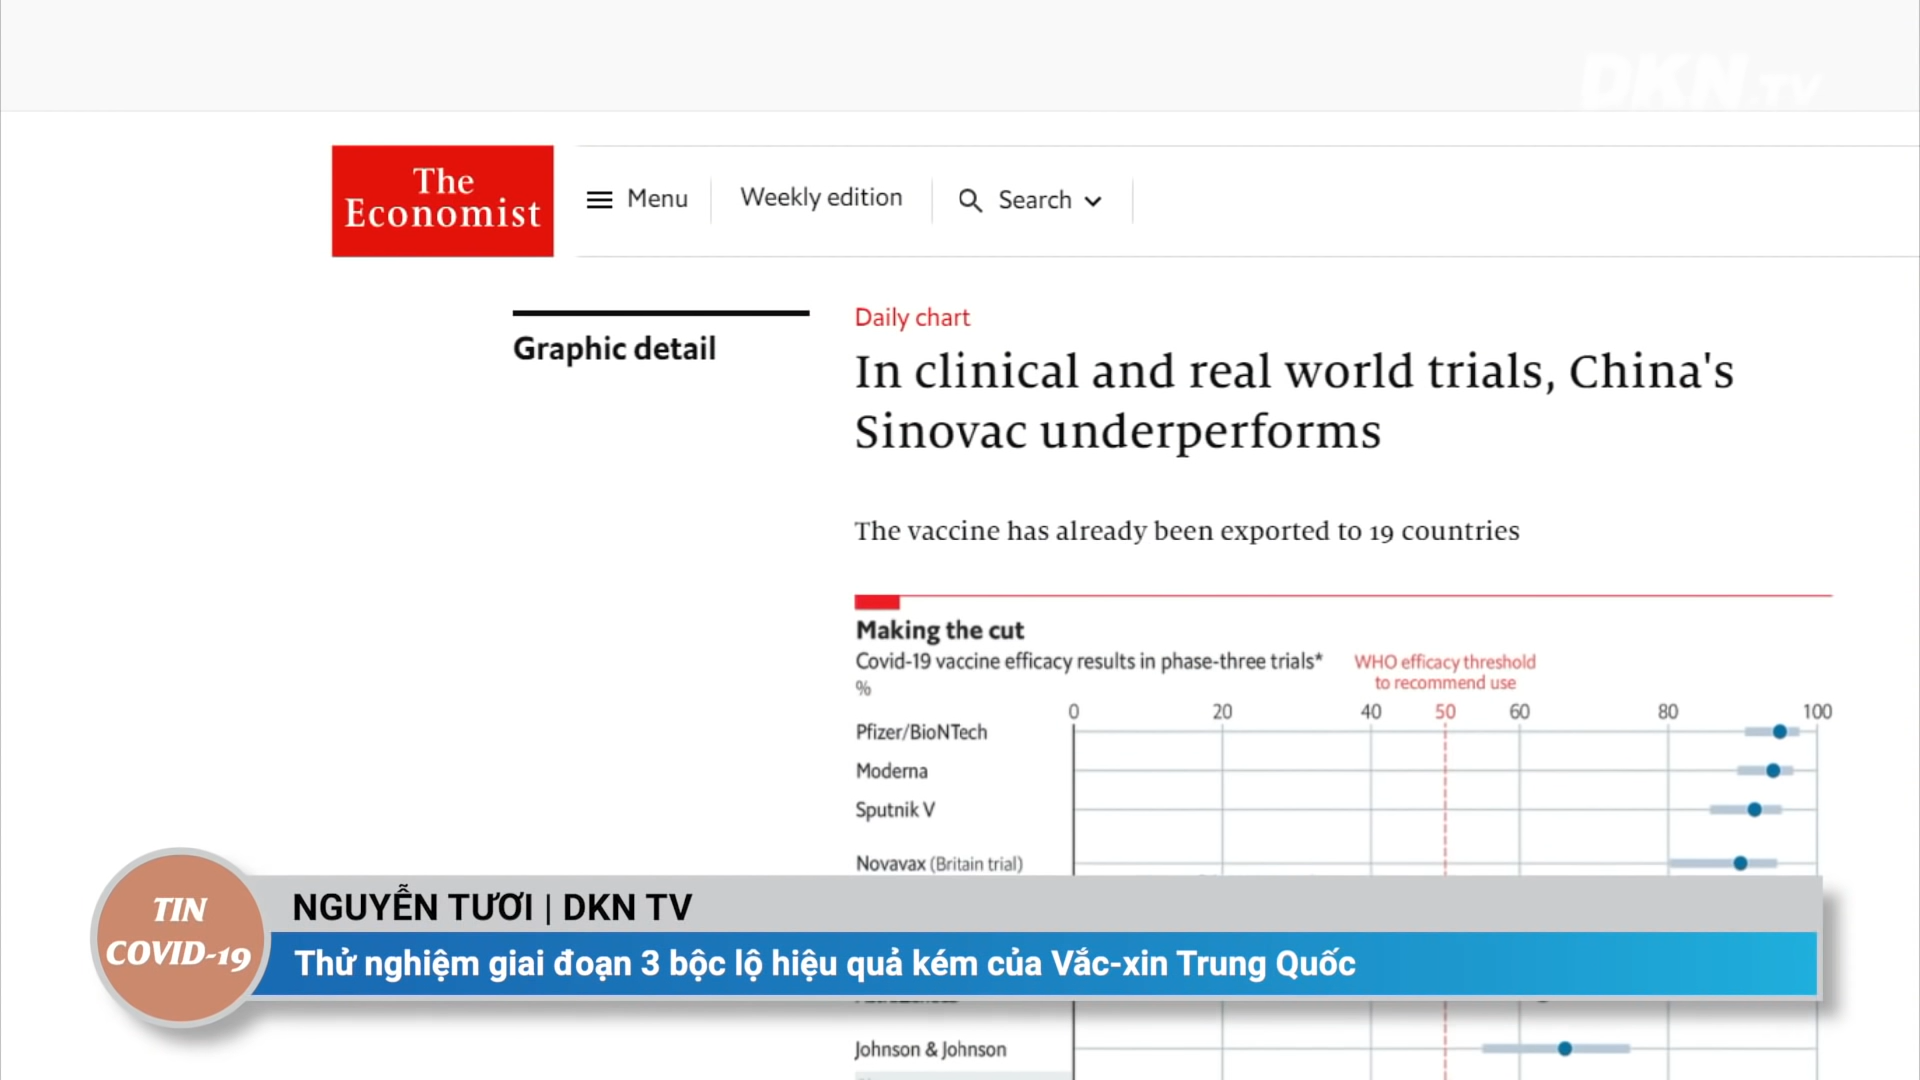 DKN.TV
The
Economist
Menu
Weekly edition
Search
Graphic detail
Daily chart
In clinical and real world trials, China's
Sinovac underperforms
The vaccine has already been exported to 19 countries
Making the cut
Covid-19 vaccine efficacy results in phase-three trials*
%
WHO efficacy threshold
to recommend use
0 20 40 50 60 80 100
Pfizer/BioNTech
Moderna
Sputnik V
Novavax (Britain trial)
TIN
COVID-19
NGUYỄN TƯƠI | DKN TV
Thử nghiệm giai đoạn 3 bộc lộ hiệu quả kém của Vắc-xin Trung Quốc
Johnson & Johnson